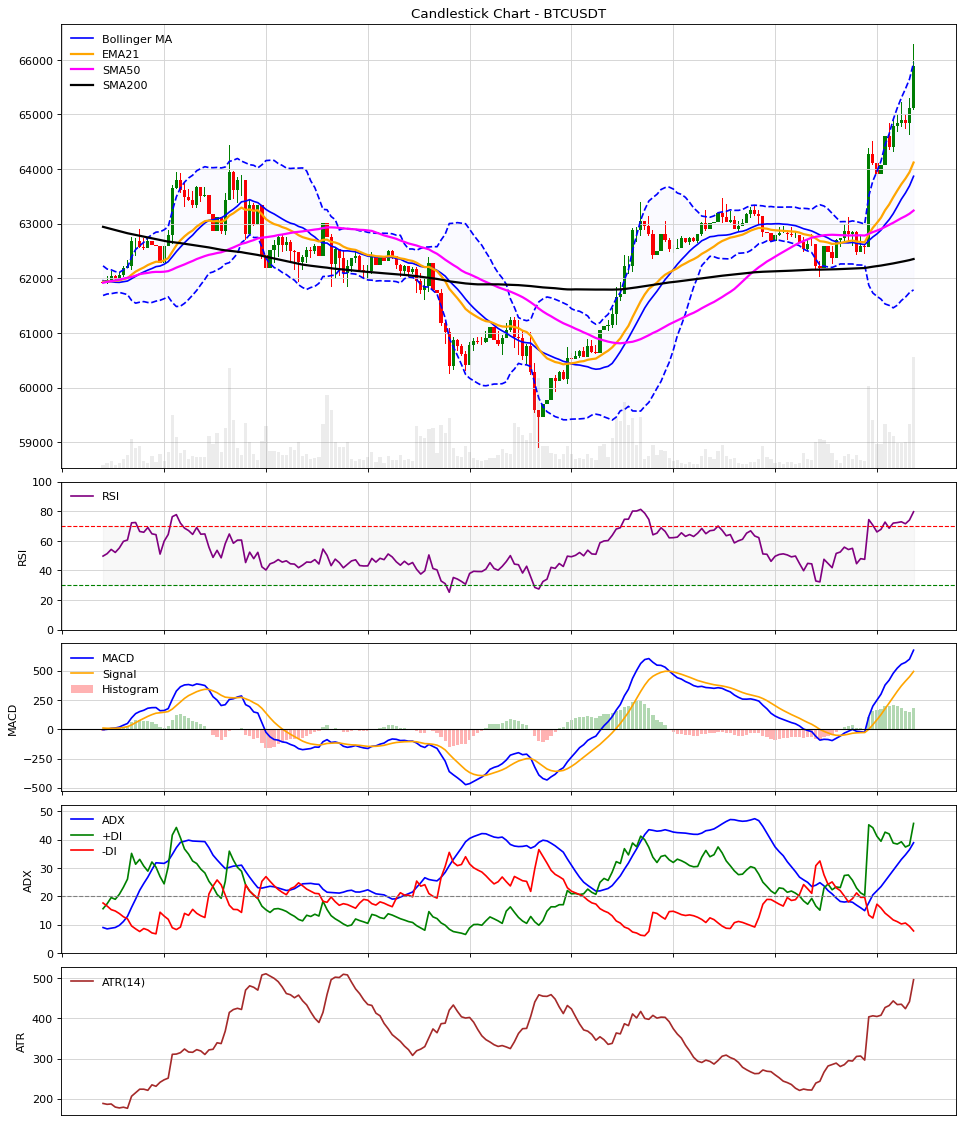 Candlestick Chart - BTCUSDT
Bollinger MA
EMA21
SMA50
SMA200
66000
65000
64000
63000
62000
61000
60000
59000
RSI
100
80
60
40
20
0
RSI
MACD
Signal
Histogram
500
250
0
−250
−500
MACD
ADX
+DI
-DI
50
40
30
20
10
0
ADX
ATR(14)
500
400
300
200
ATR